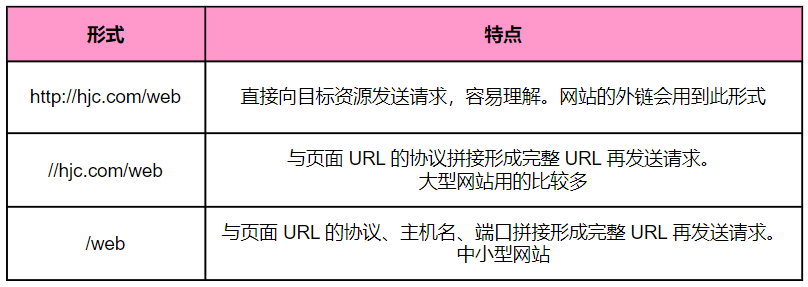 形式
特点
http://hjc.com/web
直接向目标资源发送请求，容易理解。网站的外链会用到此形式
//hjc.com/web
与页面 URL 的协议拼接形成完整 URL 再发送请求。
大型网站用的比较多
/web
与页面 URL 的协议、主机名、端口拼接形成完整 URL 再发送请求。
中小型网站